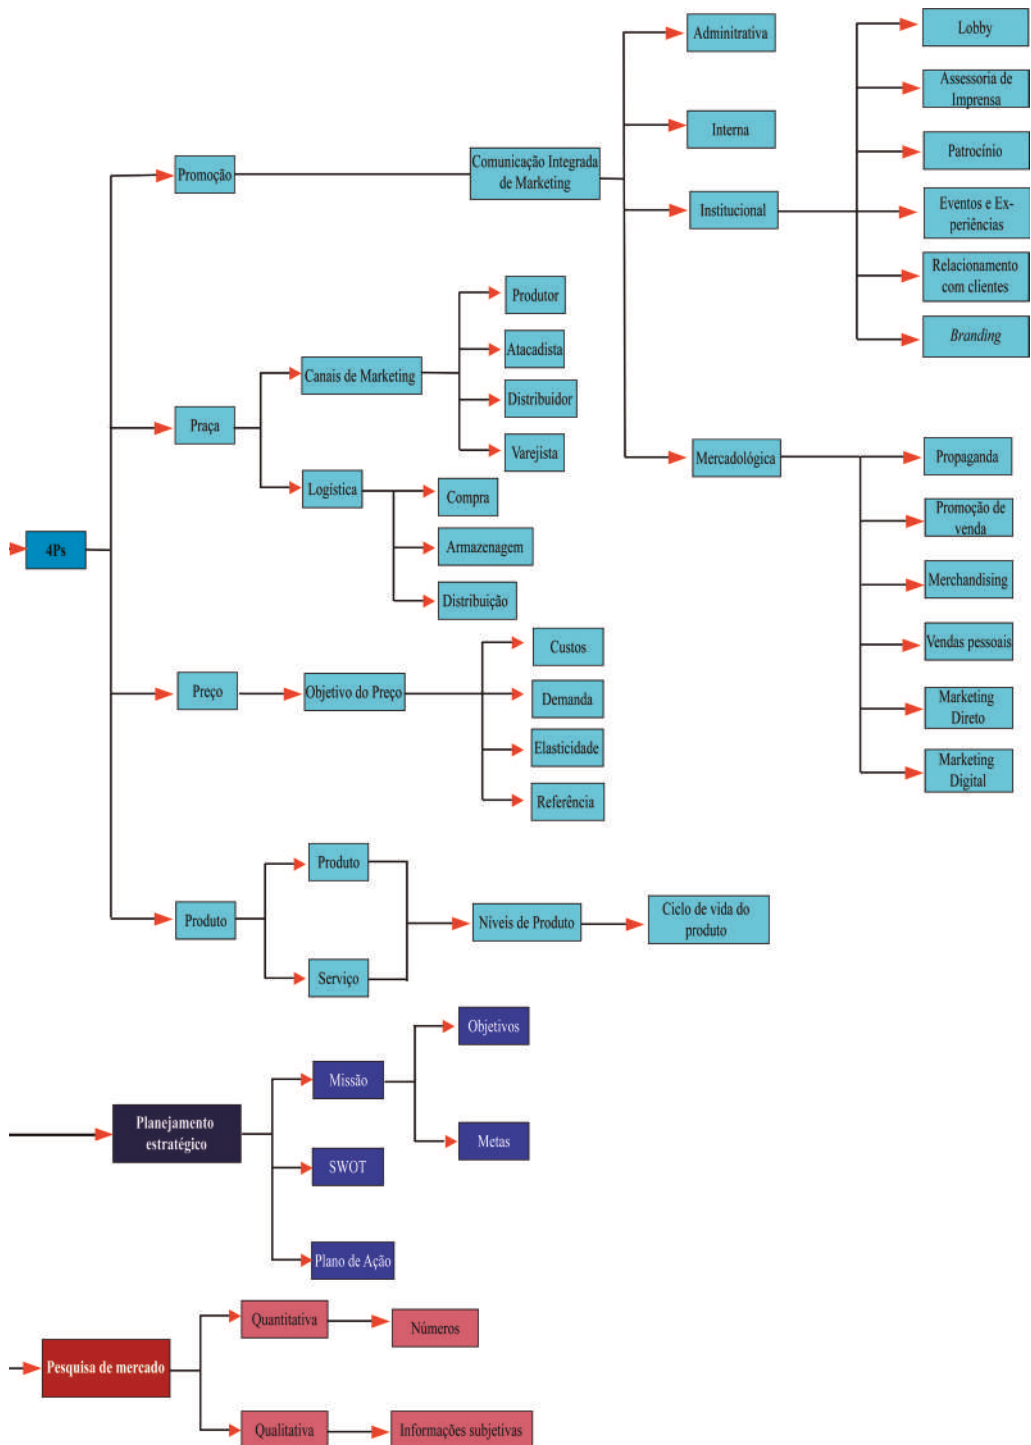 Adminitrativa
Interna
Promoção
Comunicação Integrada
de Marketing
Institucional
Lobby
Assessoria de
Imprensa
Patrocínio
Eventos e Ex-
periências
Relacionamento
com clientes
Branding
Mercadológica
Propaganda
Promoção de
venda
Merchandising
Vendas pessoais
Marketing
Direto
Marketing
Digital
4Ps
Praça
Canais de Marketing
Produtor
Atacadista
Distribuidor
Varejista
Logística
Compra
Armazenagem
Distribuição
Preço
Objetivo do Preço
Custos
Demanda
Elasticidade
Referência
Produto
Produto
Serviço
Níveis de Produto
Ciclo de vida do
produto
Planejamento
estratégico
Missão
Objetivos
Metas
SWOT
Plano de Ação
Pesquisa de mercado
Quantitativa
Números
Qualitativa
Informações subjetivas